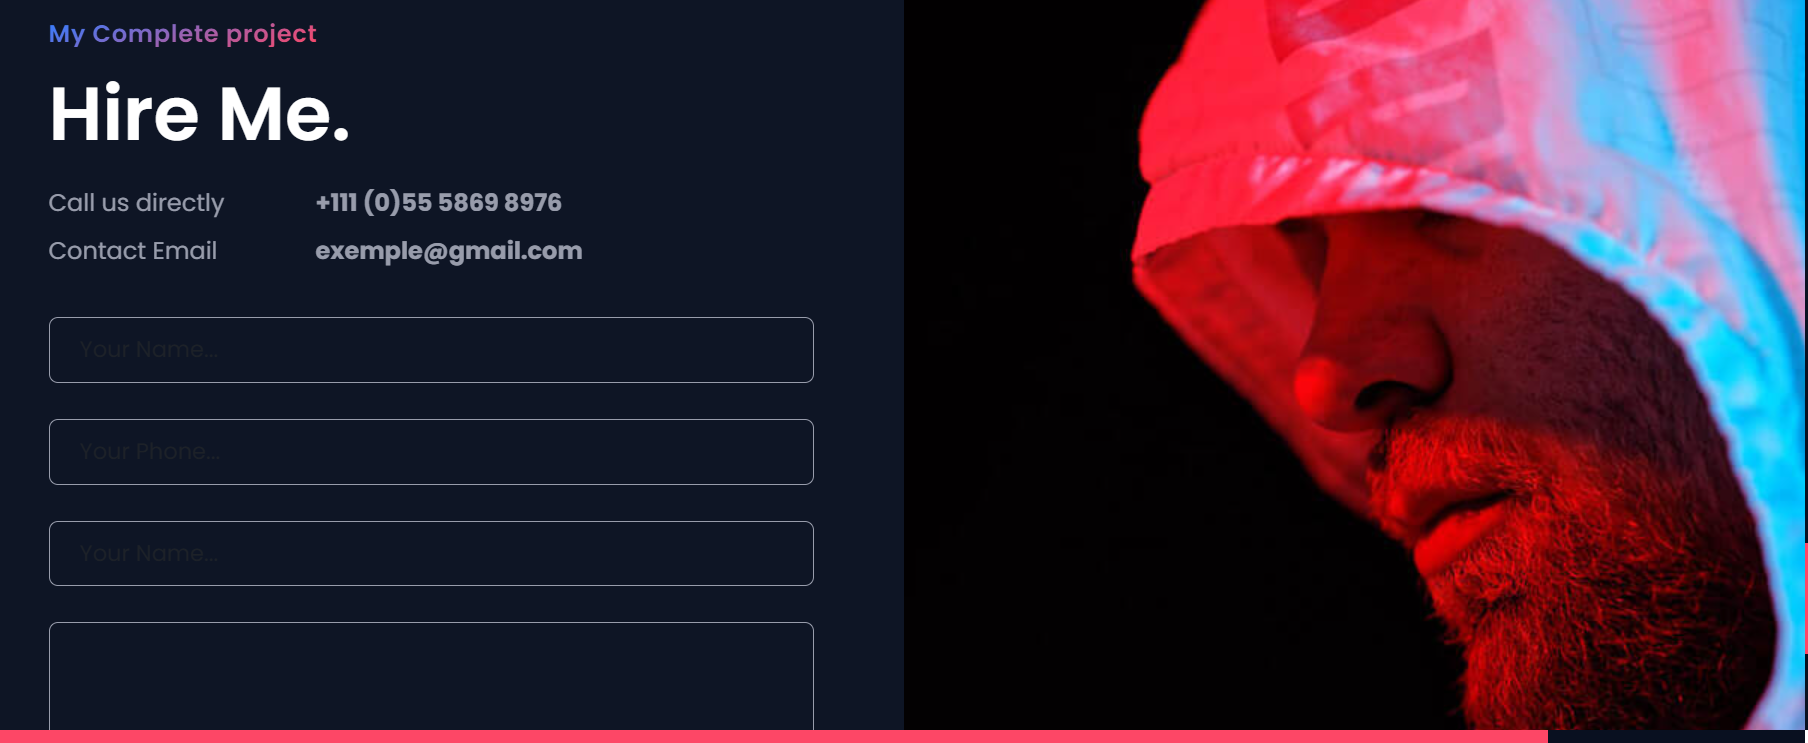 My Complete project
Hire Me.
Call us directly +111 (0)55 5869 8976
Contact Email exemple@gmail.com
Your Name...
Your Phone...
Your Name...